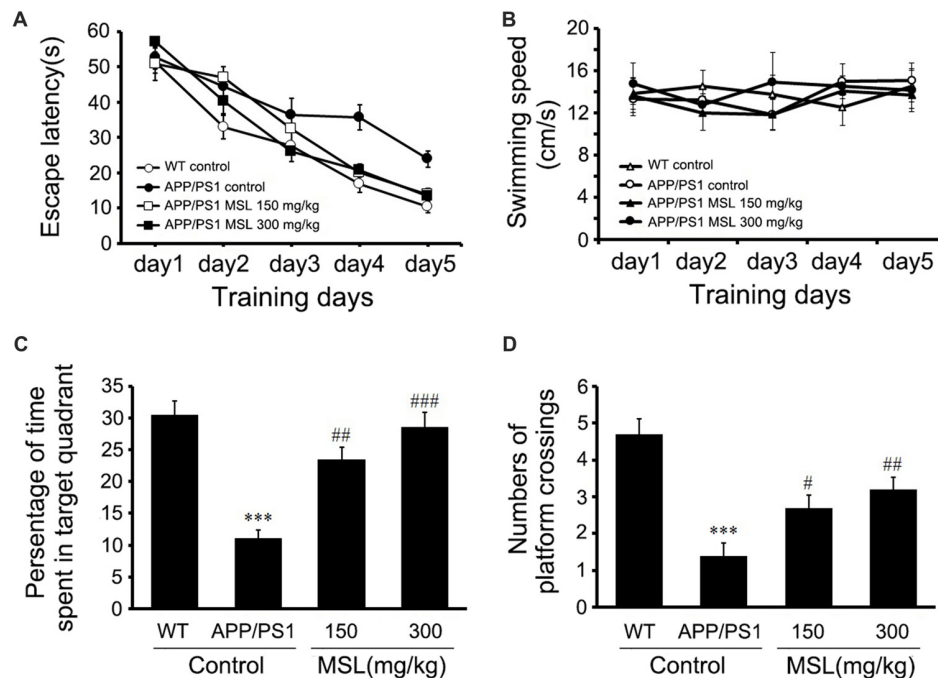 A
Escape latency(s)
60
50
40
30
20
10
0
WT control
APP/PS1 control
APP/PS1 MSL 150 mg/kg
APP/PS1 MSL 300 mg/kg
day1 day2 day3 day4 day5
Training days
B
Swimming speed
(cm/s)
20
16
12
8
4
0
WT control
APP/PS1 control
APP/PS1 MSL 150 mg/kg
APP/PS1 MSL 300 mg/kg
day1 day2 day3 day4 day5
Training days
C
Persentage of time
spent in target quadrant
35
30
25
20
15
10
5
0
***
##
###
WT APP/PS1 150 300
Control MSL(mg/kg)
D
Numbers of
platform crossings
6
5
4
3
2
1
0
***
#
##
WT APP/PS1 150 300
Control MSL(mg/kg)